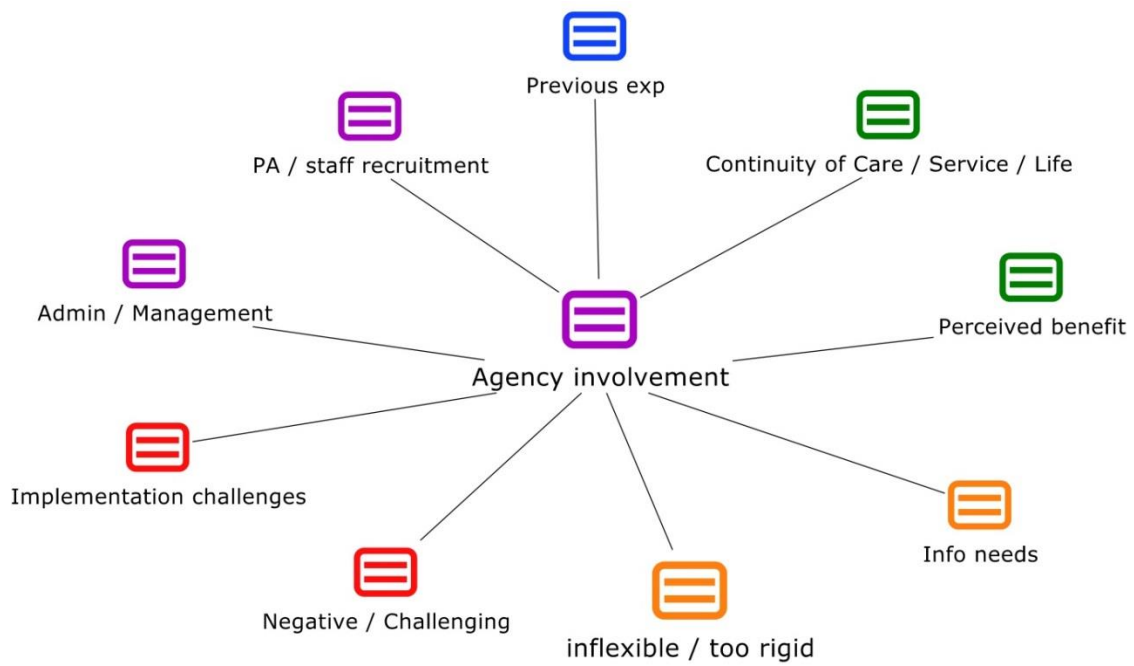 Previous exp
PA / staff recruitment
Continuity of Care / Service / Life
Admin / Management
Perceived benefit
Agency involvement
Implementation challenges
Info needs
Negative / Challenging
inflexible / too rigid